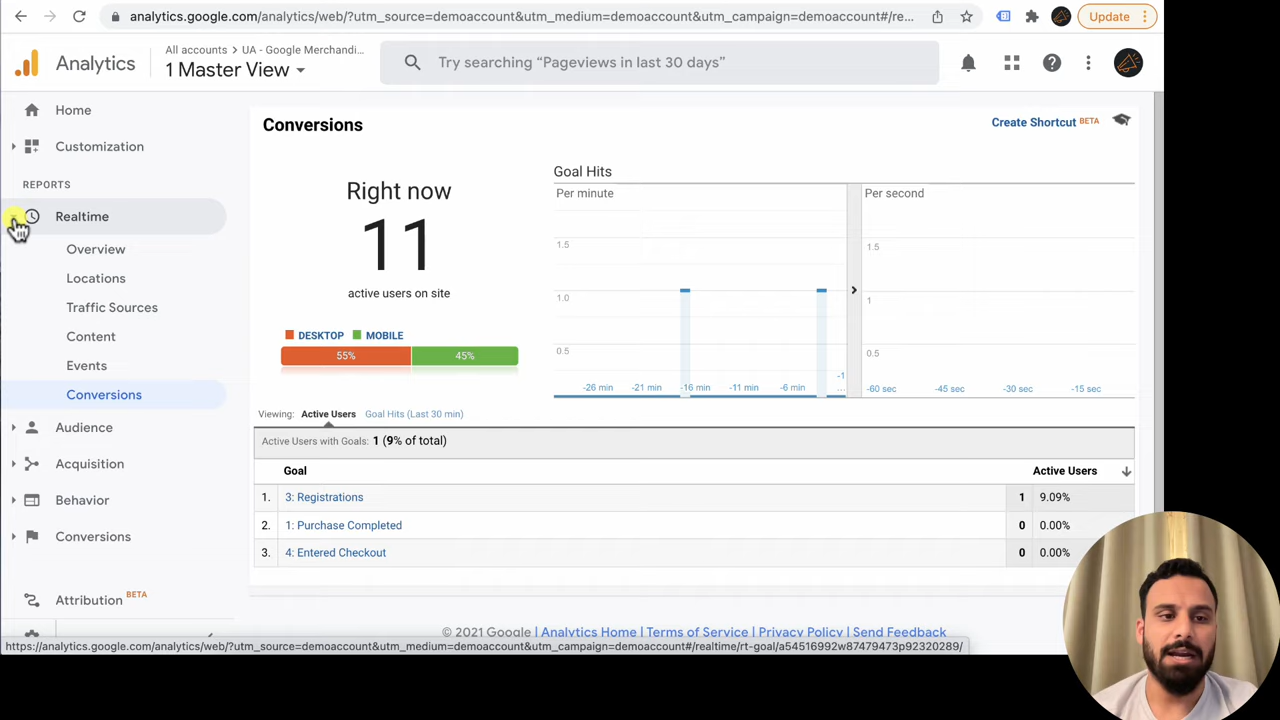 analytics.google.com/analytics/web/?utm_source=demoaccount&utm_medium=demoaccount&utm_campaign=demoaccount#/re...
Update
Analytics
All accounts > UA - Google Merchandi...
1 Master View
Try searching “Pageviews in last 30 days”
Home
Customization
REPORTS
Realtime
Overview
Locations
Traffic Sources
Content
Events
Conversions
Audience
Acquisition
Behavior
Conversions
Attribution BETA
Conversions
Create Shortcut BETA
Right now
11
active users on site
DESKTOP MOBILE
55% 45%
Goal Hits
Per minute
1.5
1.0
0.5
-26 min -21 min -16 min -11 min -6 min -1 ...
Per second
1.5
1
0.5
-60 sec -45 sec -30 sec -15 sec
Viewing: Active Users Goal Hits (Last 30 min)
Active Users with Goals: 1 (9% of total)
Goal Active Users
1. 3: Registrations 1 9.09%
2. 1: Purchase Completed 0 0.00%
3. 4: Entered Checkout 0 0.00%
© 2021 Google | Analytics Home | Terms of Service | Privacy Policy | Send Feedback
https://analytics.google.com/analytics/web/?utm_source=demoaccount&utm_medium=demoaccount&utm_campaign=demoaccount#/realtime/rt-goal/a54516992w87479473p92320289/